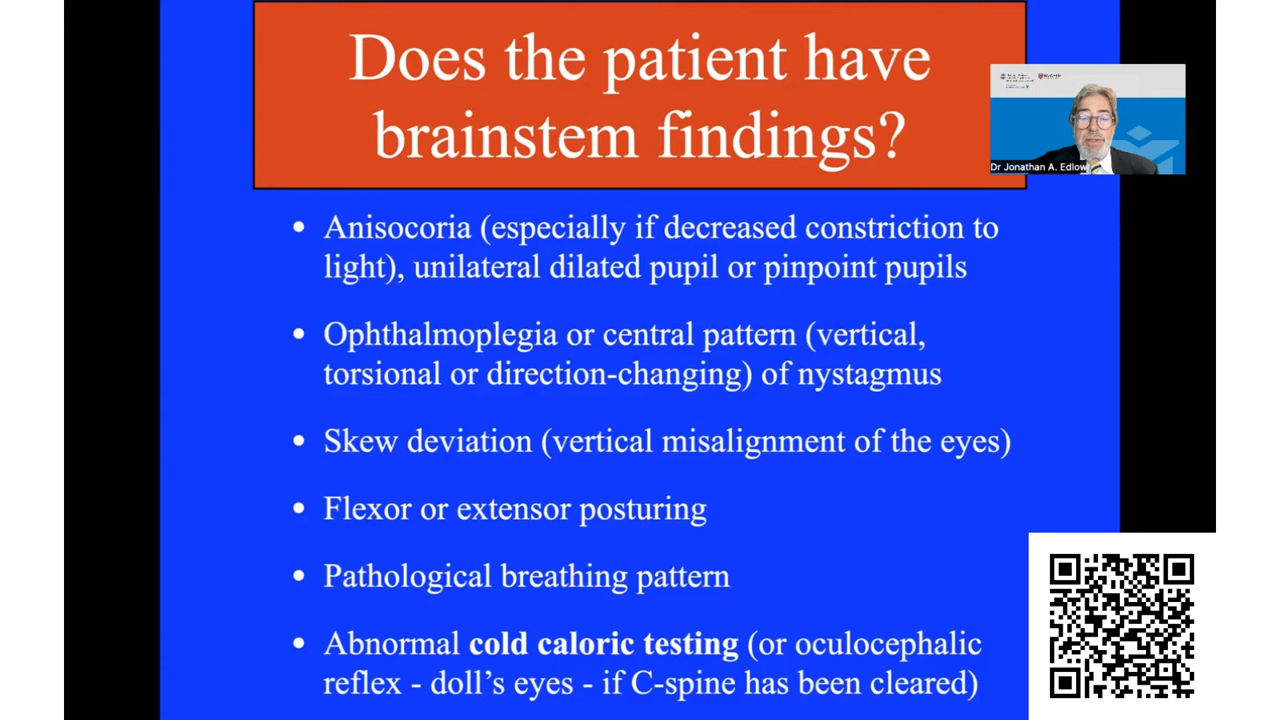 Does the patient have
brainstem findings?
Dr Jonathan A. Edlow
• Anisocoria (especially if decreased constriction to
light), unilateral dilated pupil or pinpoint pupils
• Ophthalmoplegia or central pattern (vertical,
torsional or direction-changing) of nystagmus
• Skew deviation (vertical misalignment of the eyes)
• Flexor or extensor posturing
• Pathological breathing pattern
• Abnormal cold caloric testing (or oculocephalic
reflex - doll’s eyes - if C-spine has been cleared)